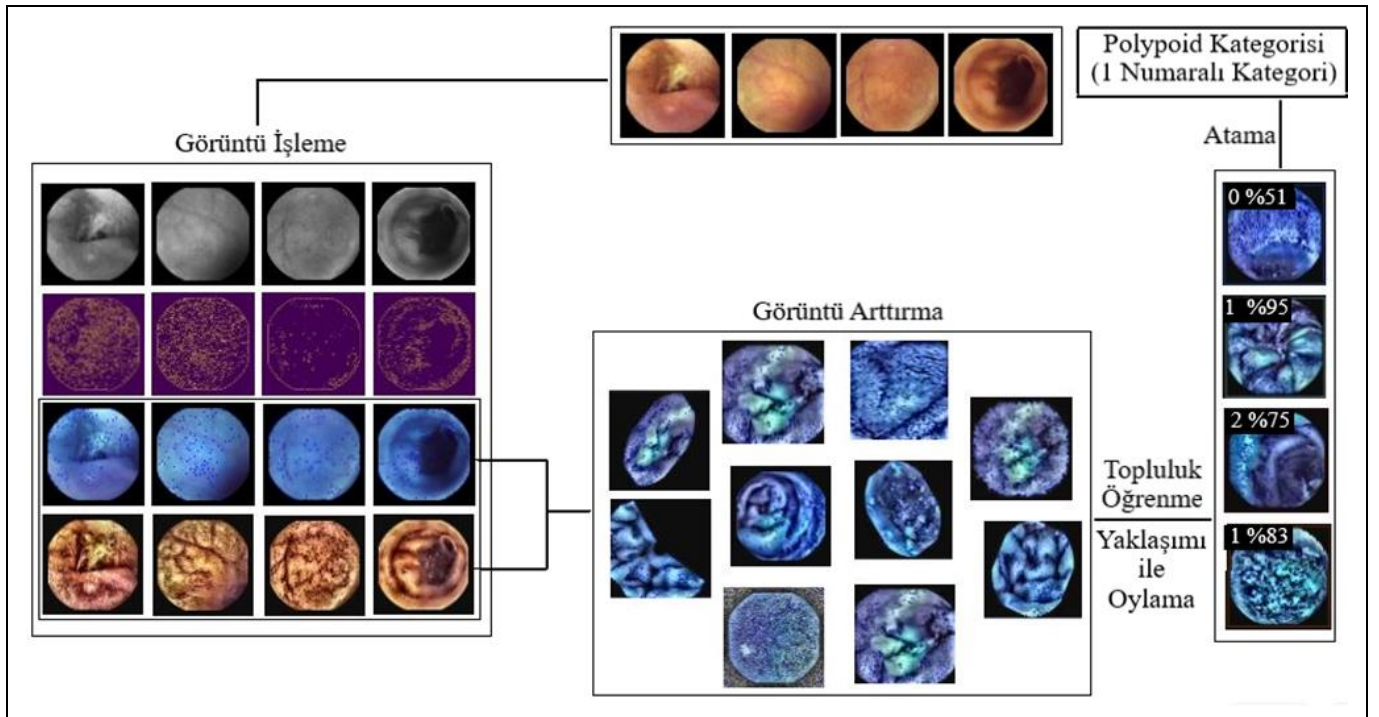 Polypoid Kategorisi
(1 Numaralı Kategori)
Görüntü İşleme
Atama
0 %51
1 %95
2 %75
1 %83
Görüntü Arttırma
Topluluk
Öğrenme
Yaklaşımı
ile
Oylama